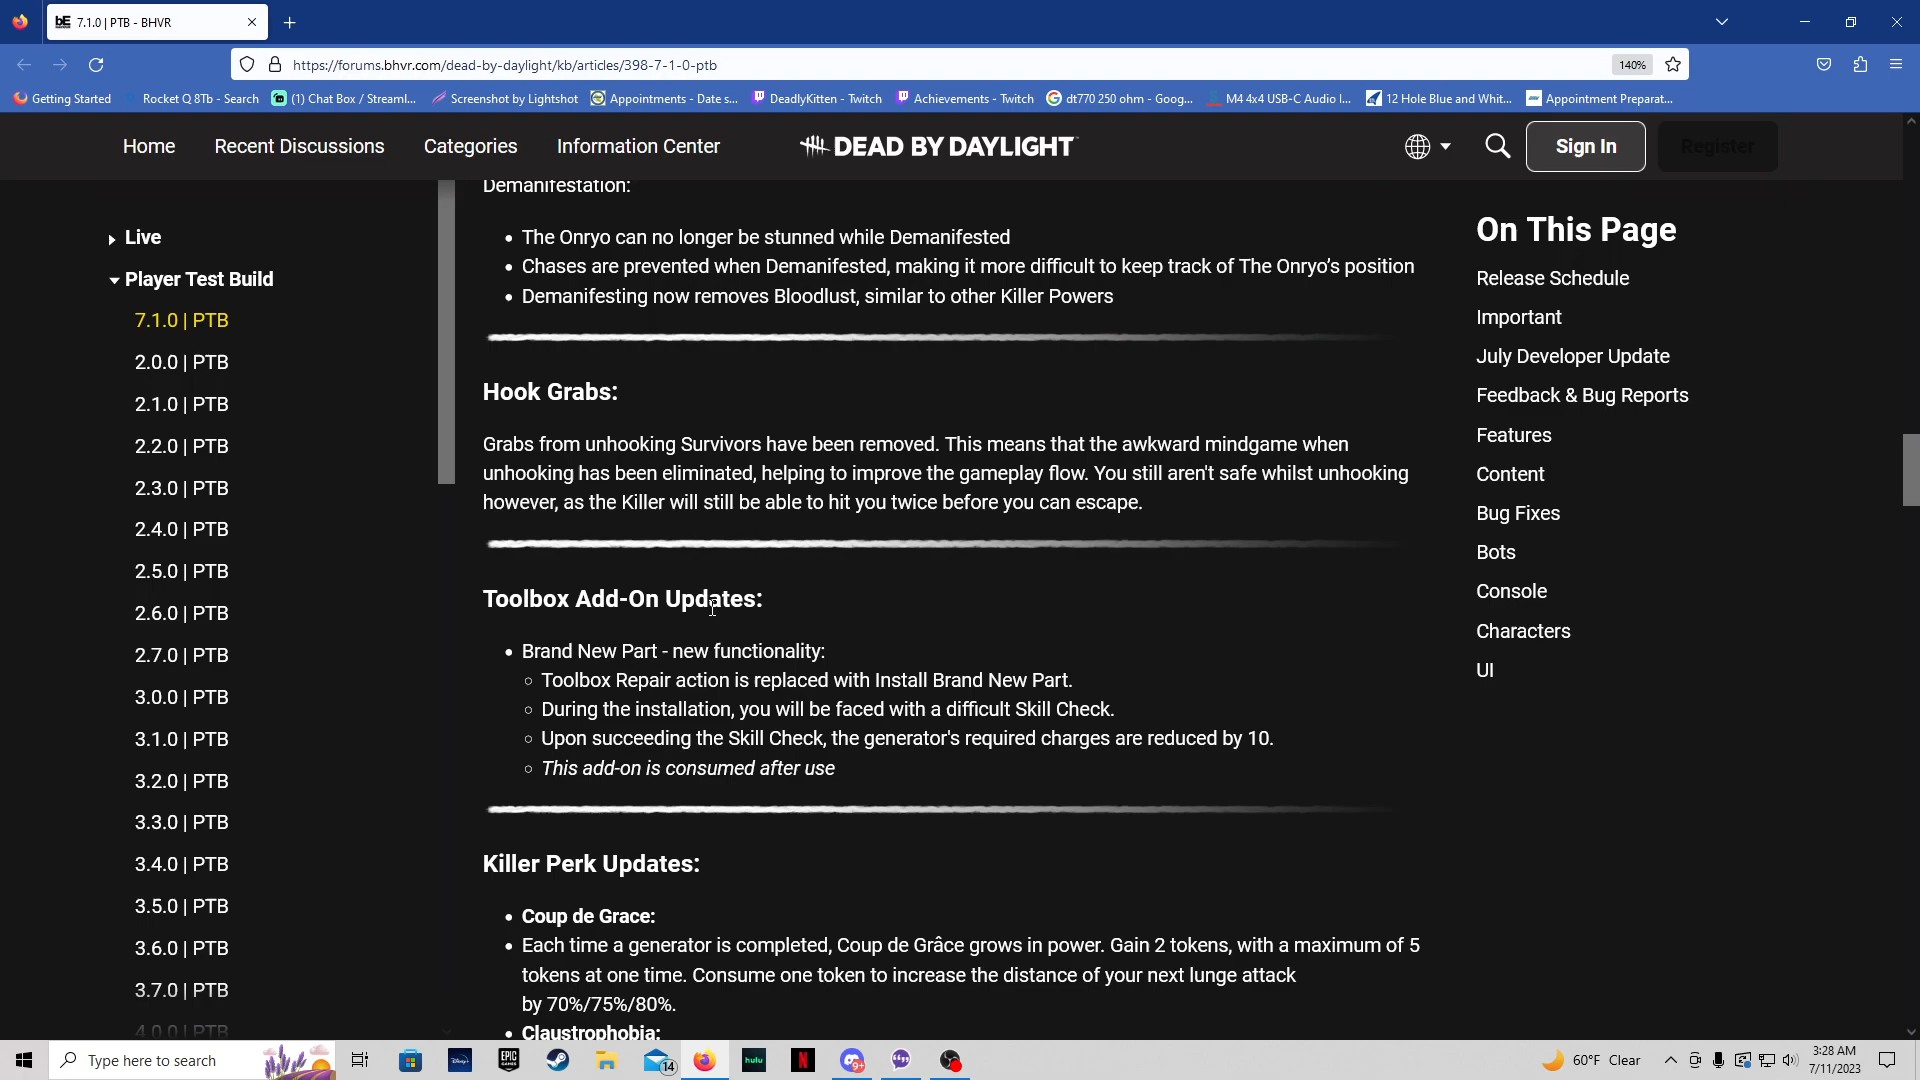 7.1.0 | PTB - BHVR
https://forums.bhvr.com/dead-by-daylight/kb/articles/398-7-1-0-ptb
140%
Getting Started
Rocket Q 8Tb - Search
(1) Chat Box / Streaml...
Screenshot by Lightshot
Appointments - Date s...
DeadlyKitten - Twitch
Achievements - Twitch
dt770 250 ohm - Goog...
M4 4x4 USB-C Audio I...
12 Hole Blue and Whit...
Appointment Preparat...
Home
Recent Discussions
Categories
Information Center
DEAD BY DAYLIGHT
Sign In
Register
Live
Player Test Build
7.1.0 | PTB
2.0.0 | PTB
2.1.0 | PTB
2.2.0 | PTB
2.3.0 | PTB
2.4.0 | PTB
2.5.0 | PTB
2.6.0 | PTB
2.7.0 | PTB
3.0.0 | PTB
3.1.0 | PTB
3.2.0 | PTB
3.3.0 | PTB
3.4.0 | PTB
3.5.0 | PTB
3.6.0 | PTB
3.7.0 | PTB
4.0.0 | PTB
Demanifestation:
• The Onryo can no longer be stunned while Demanifested
• Chases are prevented when Demanifested, making it more difficult to keep track of The Onryo’s position
• Demanifesting now removes Bloodlust, similar to other Killer Powers
Hook Grabs:
Grabs from unhooking Survivors have been removed. This means that the awkward mindgame when
unhooking has been eliminated, helping to improve the gameplay flow. You still aren't safe whilst unhooking
however, as the Killer will still be able to hit you twice before you can escape.
Toolbox Add-On Updates:
• Brand New Part - new functionality:
○ Toolbox Repair action is replaced with Install Brand New Part.
○ During the installation, you will be faced with a difficult Skill Check.
○ Upon succeeding the Skill Check, the generator's required charges are reduced by 10.
○ This add-on is consumed after use
Killer Perk Updates:
• Coup de Grace:
• Each time a generator is completed, Coup de Grâce grows in power. Gain 2 tokens, with a maximum of 5
tokens at one time. Consume one token to increase the distance of your next lunge attack
by 70%/75%/80%.
• Claustrophobia:
On This Page
Release Schedule
Important
July Developer Update
Feedback & Bug Reports
Features
Content
Bug Fixes
Bots
Console
Characters
UI
Type here to search
Disney+
EPIC GAMES
14
hulu
N
9+
60°F Clear
3:28 AM
7/11/2023